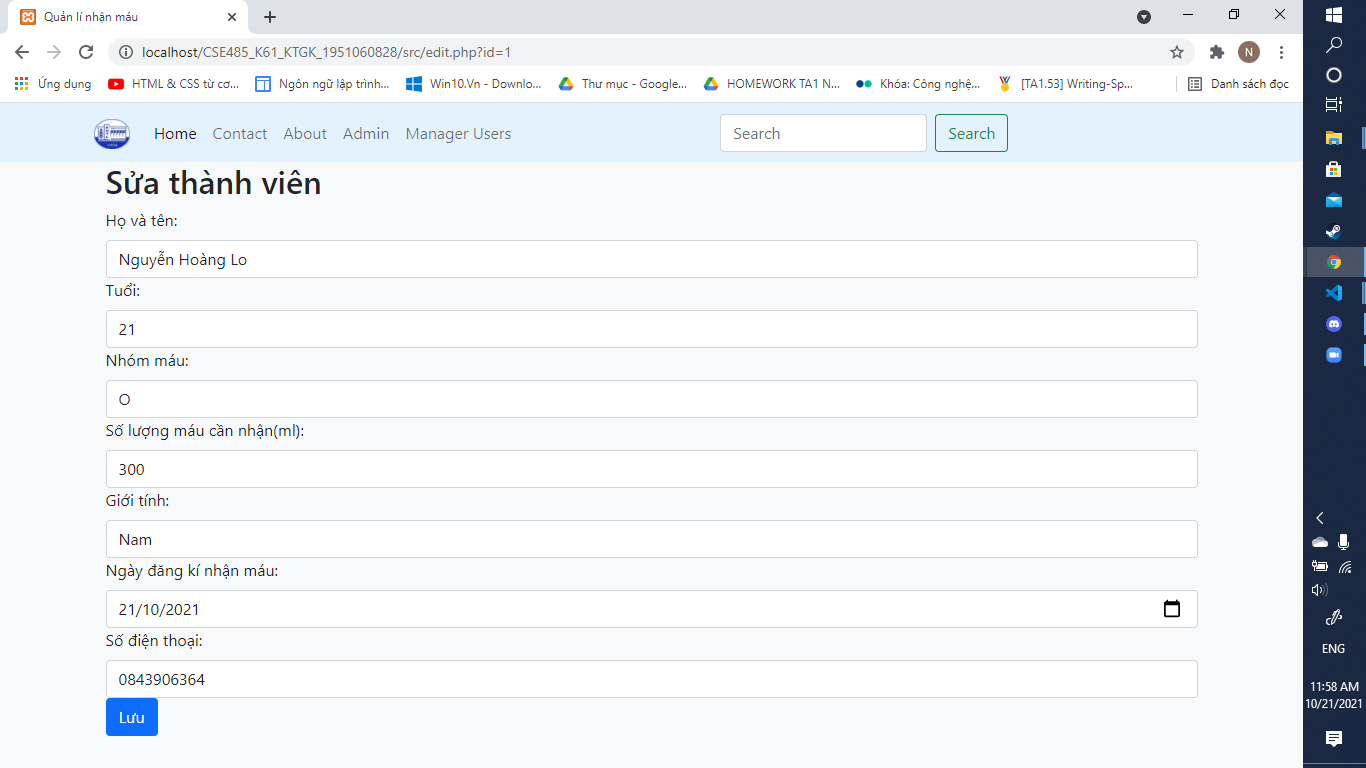 Quản lí nhận máu
localhost/CSE485_K61_KTGK_1951060828/src/edit.php?id=1
N
Ứng dụng
HTML & CSS từ cơ...
Ngôn ngữ lập trình...
Win10.Vn - Downlo...
Thư mục - Google...
HOMEWORK TA1 N...
Khóa: Công nghệ,...
[TA1.53] Writing-Sp...
Danh sách đọc
Home
Contact
About
Admin
Manager Users
Search
Search
Sửa thành viên
Họ và tên:
Nguyễn Hoàng Lo
Tuổi:
21
Nhóm máu:
O
Số lượng máu cần nhận(ml):
300
Giới tính:
Nam
Ngày đăng kí nhận máu:
21/10/2021
Số điện thoại:
0843906364
Lưu
ENG
11:58 AM
10/21/2021